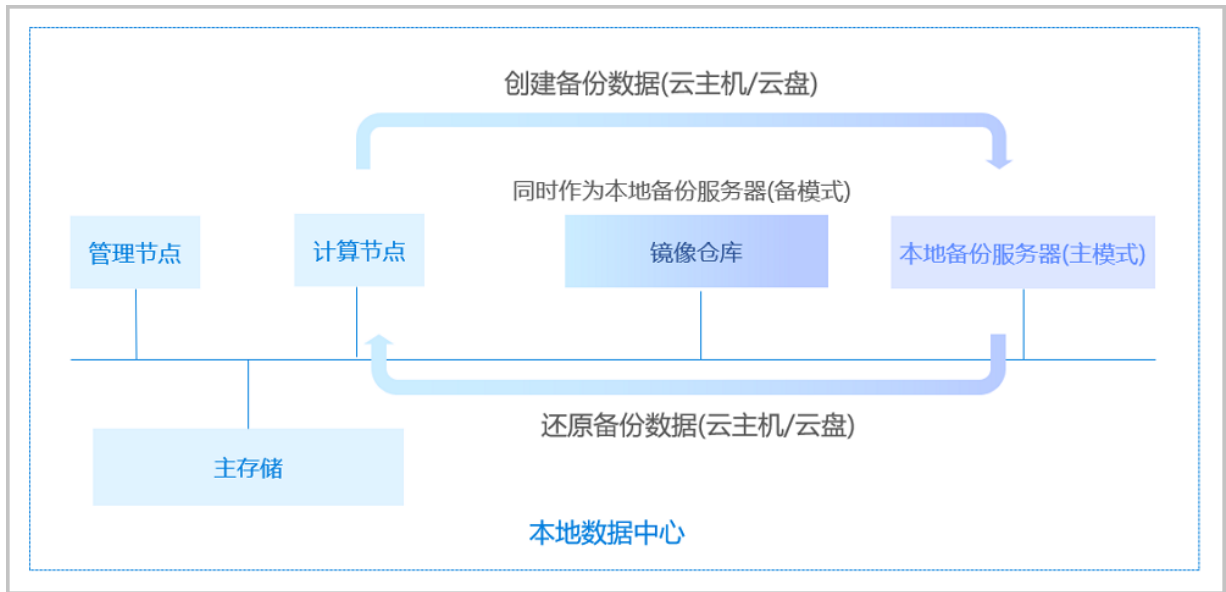 创建备份数据(云主机/云盘)
同时作为本地备份服务器(备模式)
管理节点
计算节点
镜像仓库
本地备份服务器(主模式)
还原备份数据(云主机/云盘)
主存储
本地数据中心